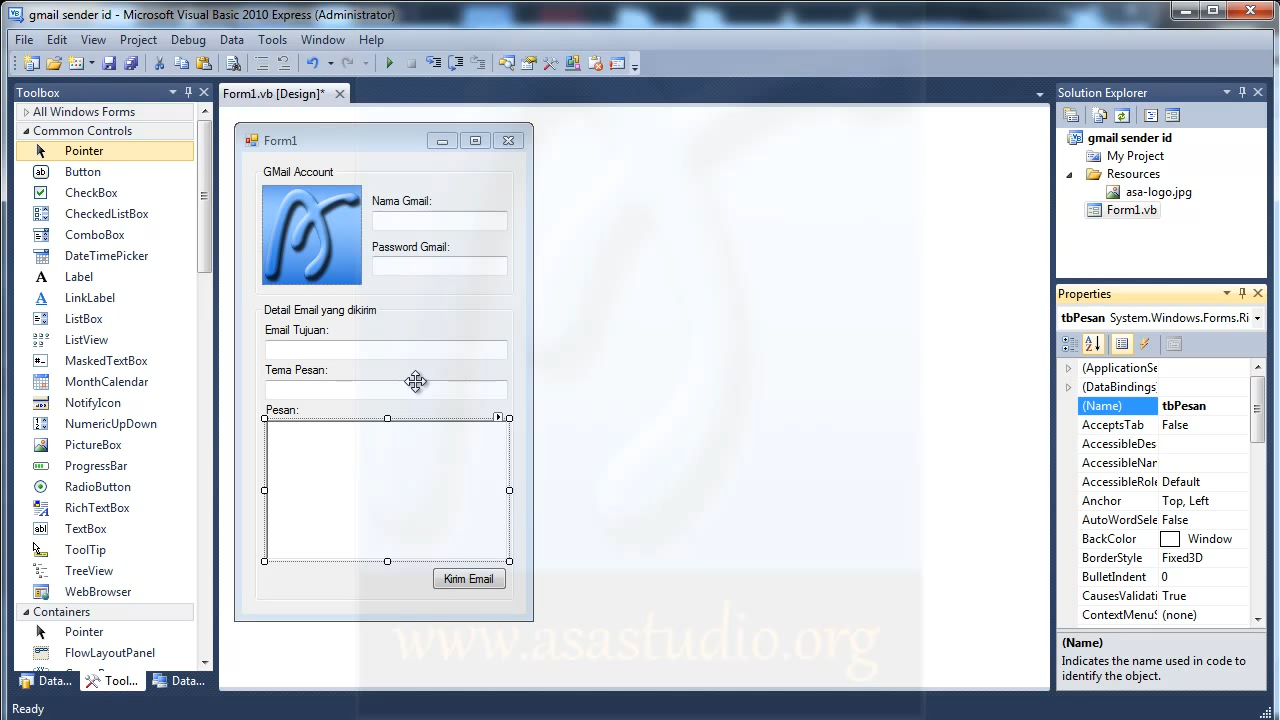 gmail sender id - Microsoft Visual Basic 2010 Express (Administrator)
File Edit View Project Debug Data Tools Window Help
Toolbox
All Windows Forms
Common Controls
Pointer
Button
CheckBox
CheckedListBox
ComboBox
DateTimePicker
Label
LinkLabel
ListBox
ListView
MaskedTextBox
MonthCalendar
NotifyIcon
NumericUpDown
PictureBox
ProgressBar
RadioButton
RichTextBox
TextBox
ToolTip
TreeView
WebBrowser
Containers
Pointer
FlowLayoutPanel
Data... Tool... Data...
Form1.vb [Design]*
Form1
GMail Account
Nama Gmail:
Password Gmail:
Detail Email yang dikirim
Email Tujuan:
Tema Pesan:
Pesan:
Kirim Email
www.asastudio.org
Solution Explorer
gmail sender id
My Project
Resources
asa-logo.jpg
Form1.vb
Properties
tbPesan System.Windows.Forms.Ri
(ApplicationSe
(DataBindings)
(Name) tbPesan
AcceptsTab False
AccessibleDes
AccessibleNar
AccessibleRole Default
Anchor Top, Left
AutoWordSele False
BackColor Window
BorderStyle Fixed3D
BulletIndent 0
CausesValidati True
ContextMenuS (none)
(Name)
Indicates the name used in code to
identify the object.
Ready